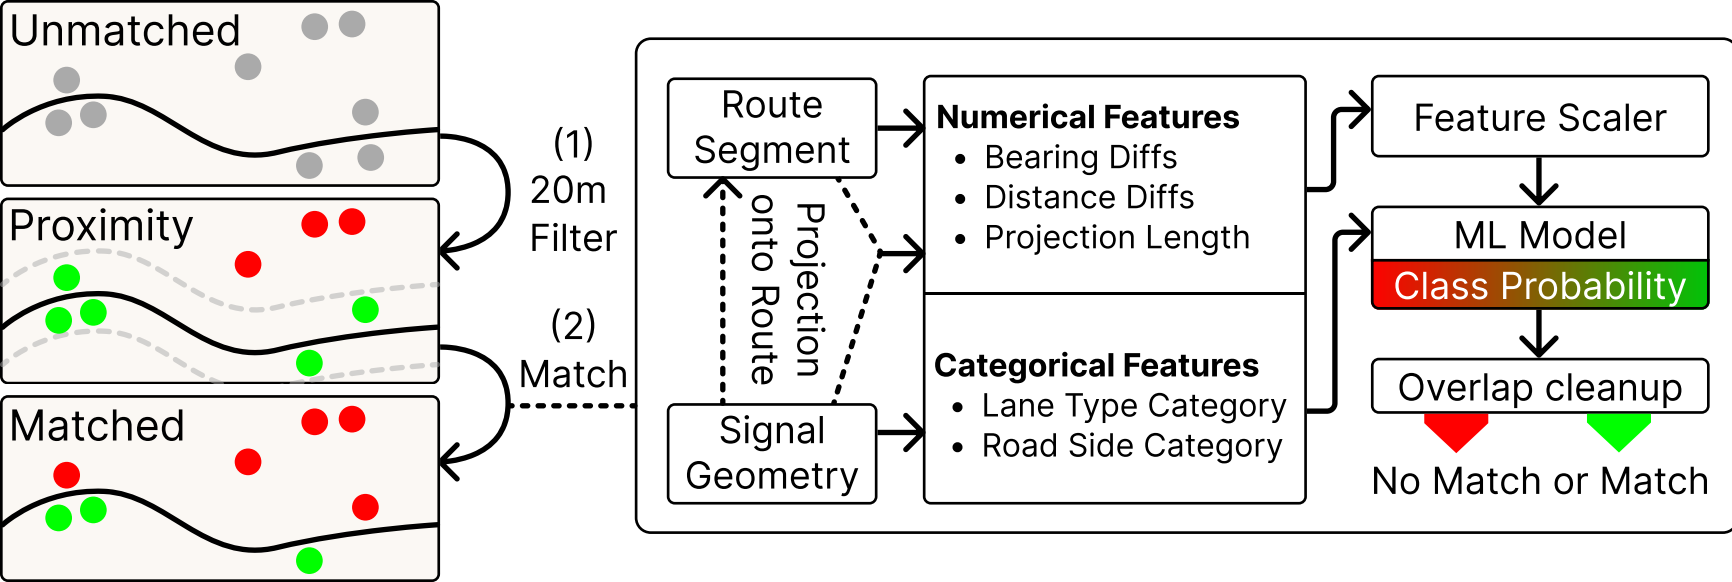 Unmatched
Proximity
Matched
(1)
20m
Filter
(2)
Match
Route
Segment
Projection
onto Route
Signal
Geometry
Numerical Features
• Bearing Diffs
• Distance Diffs
• Projection Length
Categorical Features
• Lane Type Category
• Road Side Category
Feature Scaler
ML Model
Class Probability
Overlap cleanup
No Match or Match